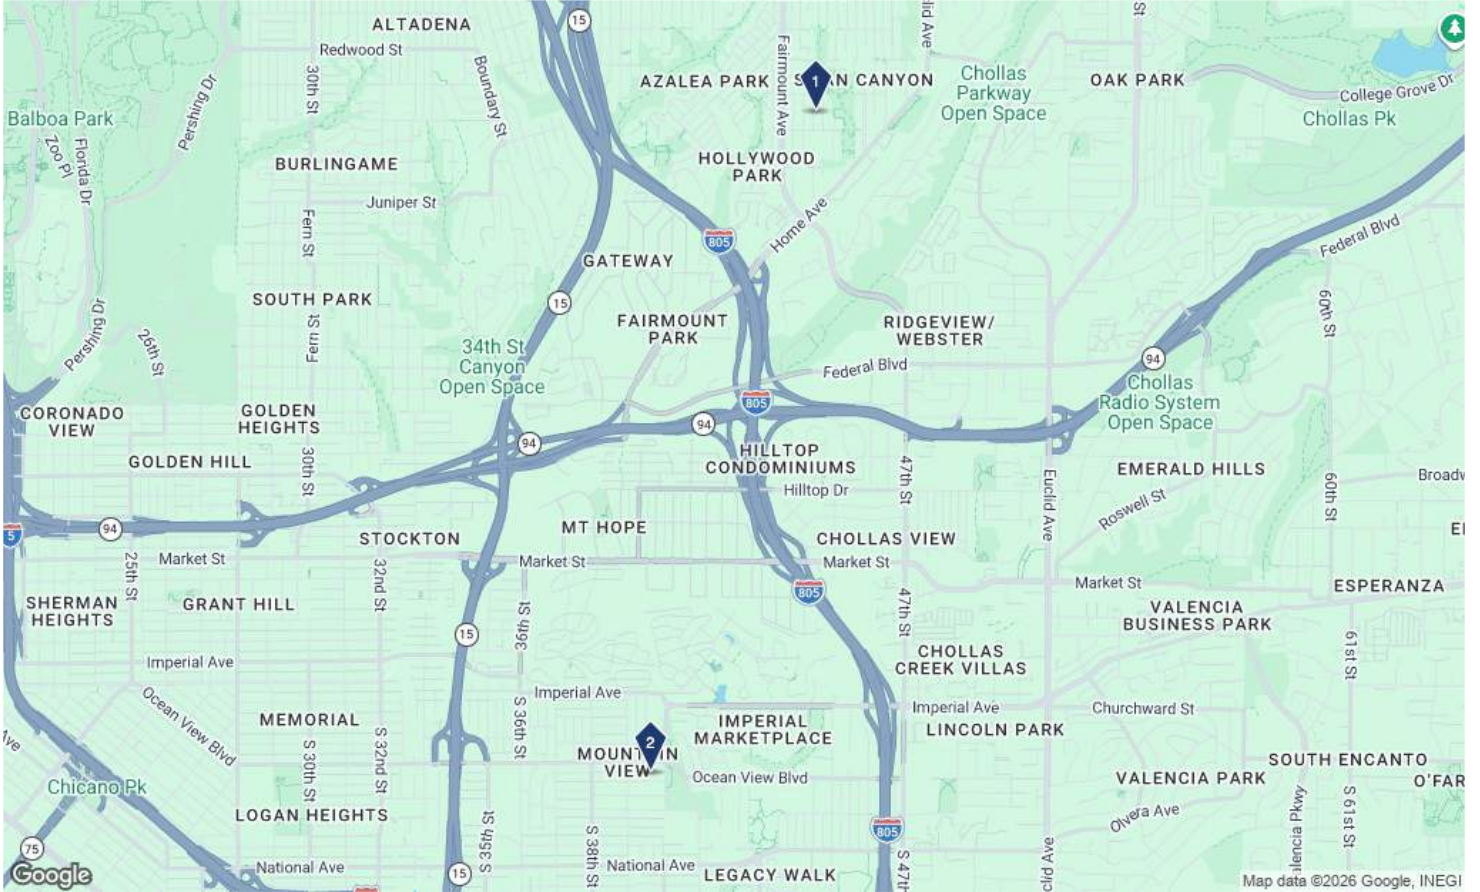 15
ALTADENA
Redwood St
30th St
Boundary St
Pershing Dr
Balboa Park
Zoo Pl
Florida Dr
AZALEA PARK
Fairmount Ave
1
AN CANYON
Chollas
Parkway
Open Space
OAK PARK
College Grove Dr
Chollas Pk
BURLINGAME
Juniper St
Fern St
HOLLYWOOD
PARK
Home Ave
805
Federal Blvd
GATEWAY
SOUTH PARK
15
Pershing Dr
26th St
Fern St
34th St
Canyon
Open Space
FAIRMOUNT
PARK
RIDGEVIEW/
WEBSTER
Federal Blvd
60th St
94
Chollas
Radio System
Open Space
805
CORONADO
VIEW
GOLDEN
HEIGHTS
94
94
GOLDEN HILL
30th St
HILLTOP
CONDOMINIUMS
Hilltop Dr
47th St
Euclid Ave
EMERALD HILLS
Roswell St
60th St
Broadw
5
94
STOCKTON
MT HOPE
CHOLLAS VIEW
Market St
25th St
Market St
Market St
32nd St
805
Market St
ESPERANZA
SHERMAN
HEIGHTS
GRANT HILL
36th St
47th St
VALENCIA
BUSINESS PARK
15
61st St
Imperial Ave
CHOLLAS
CREEK VILLAS
Imperial Ave
Ocean View Blvd
MEMORIAL
S 30th St
S 32nd St
S 36th St
2
MOUNT IN
VIEW
IMPERIAL
MARKETPLACE
Imperial Ave
LINCOLN PARK
Churchward St
Ocean View Blvd
SOUTH ENCANTO
VALENCIA PARK
O'FAR
Chicano Pk
LOGAN HEIGHTS
S 35th St
S 38th St
805
Olvera Ave
S 61st St
75
National Ave
15
National Ave
LEGACY WALK
S 47th
Google
Map data ©2026 Google, INEGI